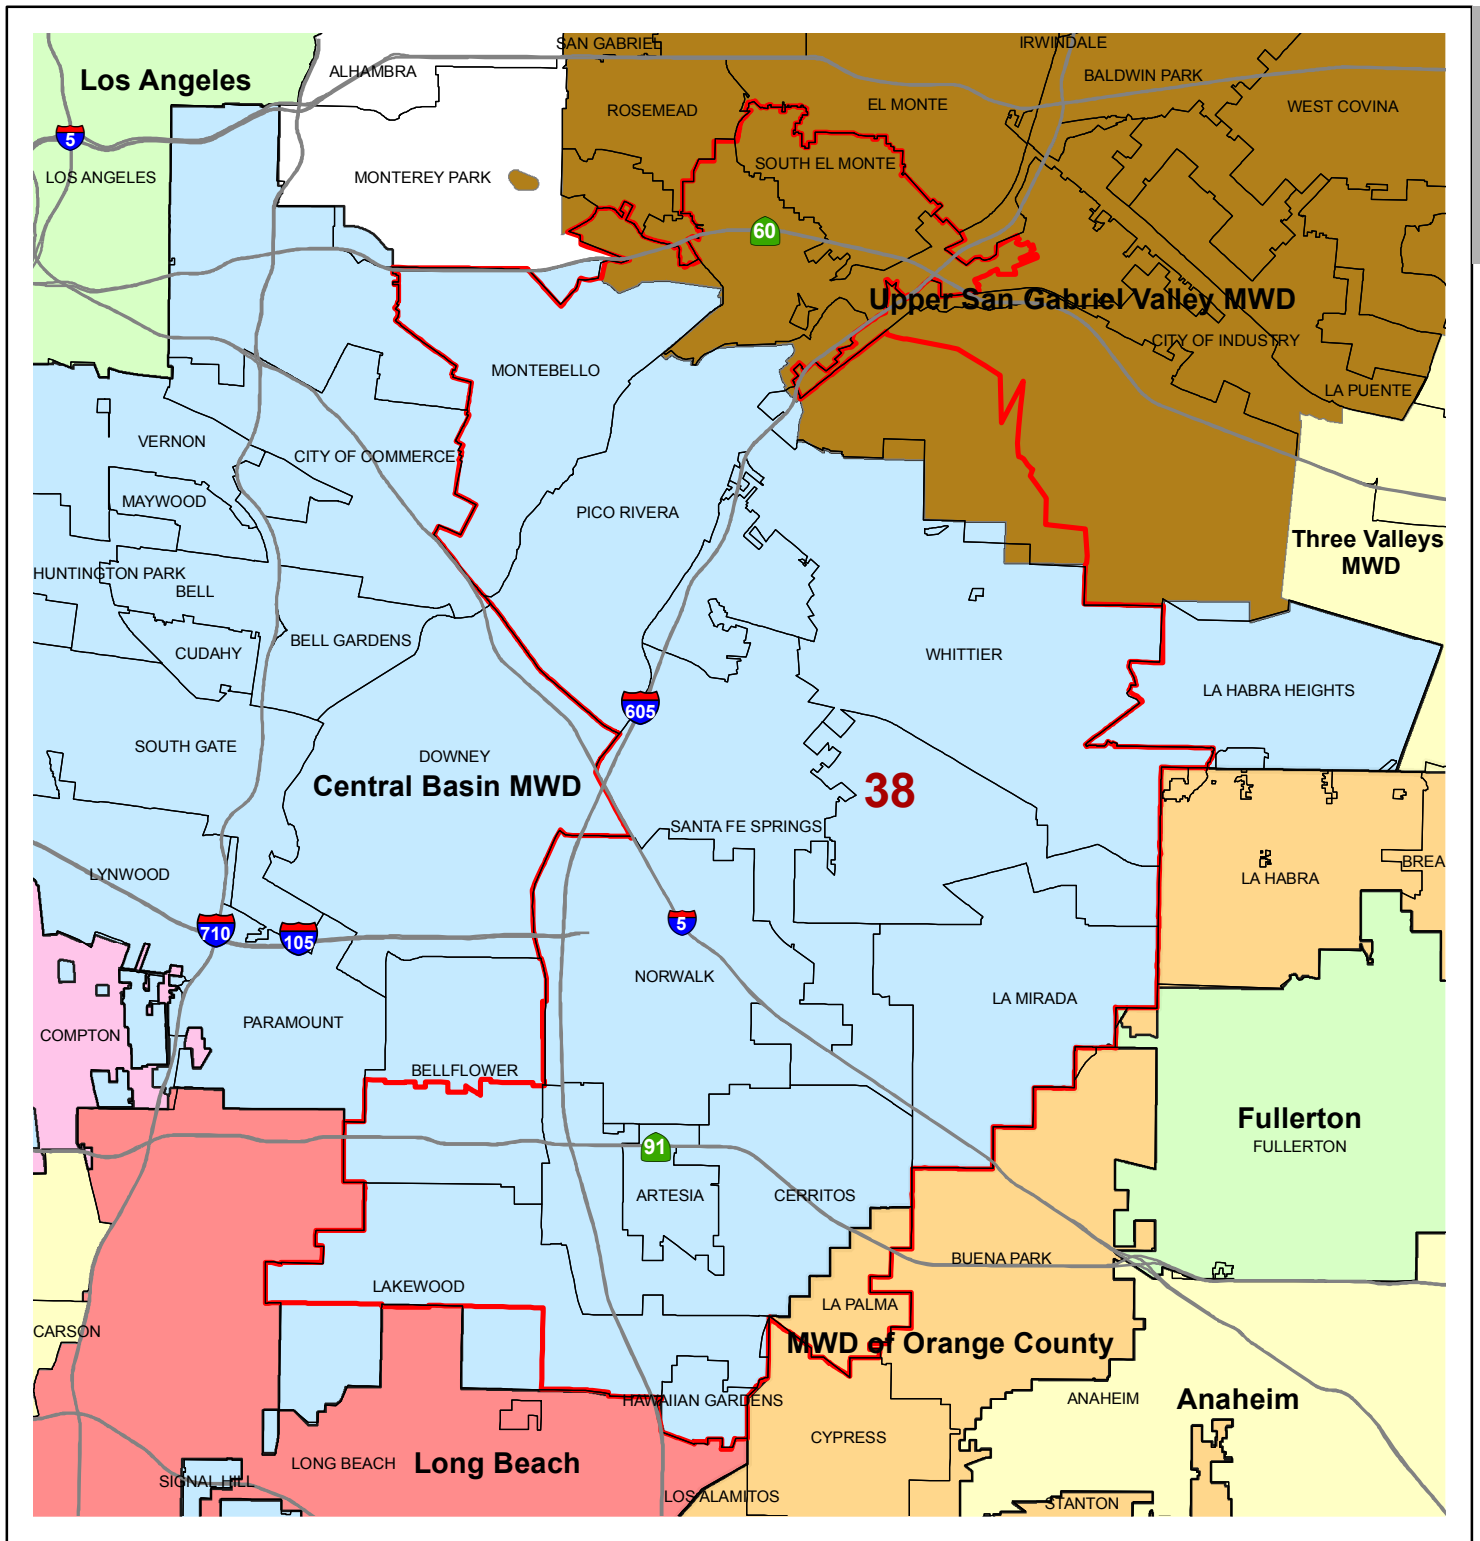 SAN GABRIEL
IRWINDALE
Los Angeles
ALHAMBRA
BALDWIN PARK
ROSEMEAD
EL MONTE
WEST COVINA
5
LOS ANGELES
MONTEREY PARK
SOUTH EL MONTE
60
Upper San Gabriel Valley MWD
CITY OF INDUSTRY
MONTEBELLO
LA PUENTE
VERNON
CITY OF COMMERCE
MAYWOOD
PICO RIVERA
Three Valleys
MWD
HUNTINGTON PARK
BELL
BELL GARDENS
CUDAHY
WHITTIER
LA HABRA HEIGHTS
605
SOUTH GATE
DOWNEY
Central Basin MWD
38
SANTA FE SPRINGS
LYNWOOD
LA HABRA
BREA
710
105
5
NORWALK
LA MIRADA
COMPTON
PARAMOUNT
BELLFLOWER
Fullerton
FULLERTON
91
ARTESIA
CERRITOS
BUENA PARK
LAKEWOOD
LA PALMA
CARSON
MWD of Orange County
HAWAIIAN GARDENS
ANAHEIM
Anaheim
CYPRESS
LONG BEACH
Long Beach
SIGNAL HILL
LOS ALAMITOS
STANTON